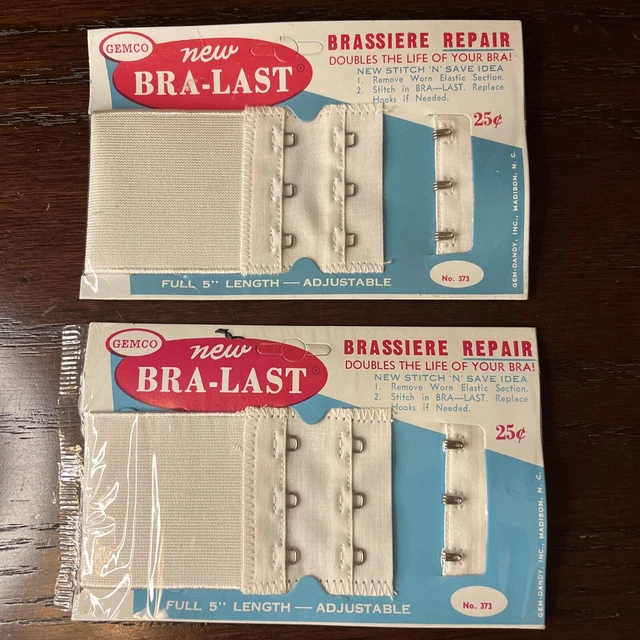 GEMCO
new
BRA-LAST
BRASSIERE REPAIR
DOUBLES THE LIFE OF YOUR BRA!
NEW STITCH 'N' SAVE IDEA
1. Remove Worn Elastic Section.
2. Stitch in BRA—LAST. Replace
Hooks if Needed.
25¢
GEM-DANDY, INC., MADISON, N. C.
No. 373
FULL 5" LENGTH — ADJUSTABLE
GEMCO
new
BRA-LAST
BRASSIERE REPAIR
DOUBLES THE LIFE OF YOUR BRA!
NEW STITCH 'N' SAVE IDEA
1. Remove Worn Elastic Section.
2. Stitch in BRA—LAST. Replace
Hooks if Needed.
25¢
GEM-DANDY, INC., MADISON, N. C.
No. 373
FULL 5" LENGTH — ADJUSTABLE